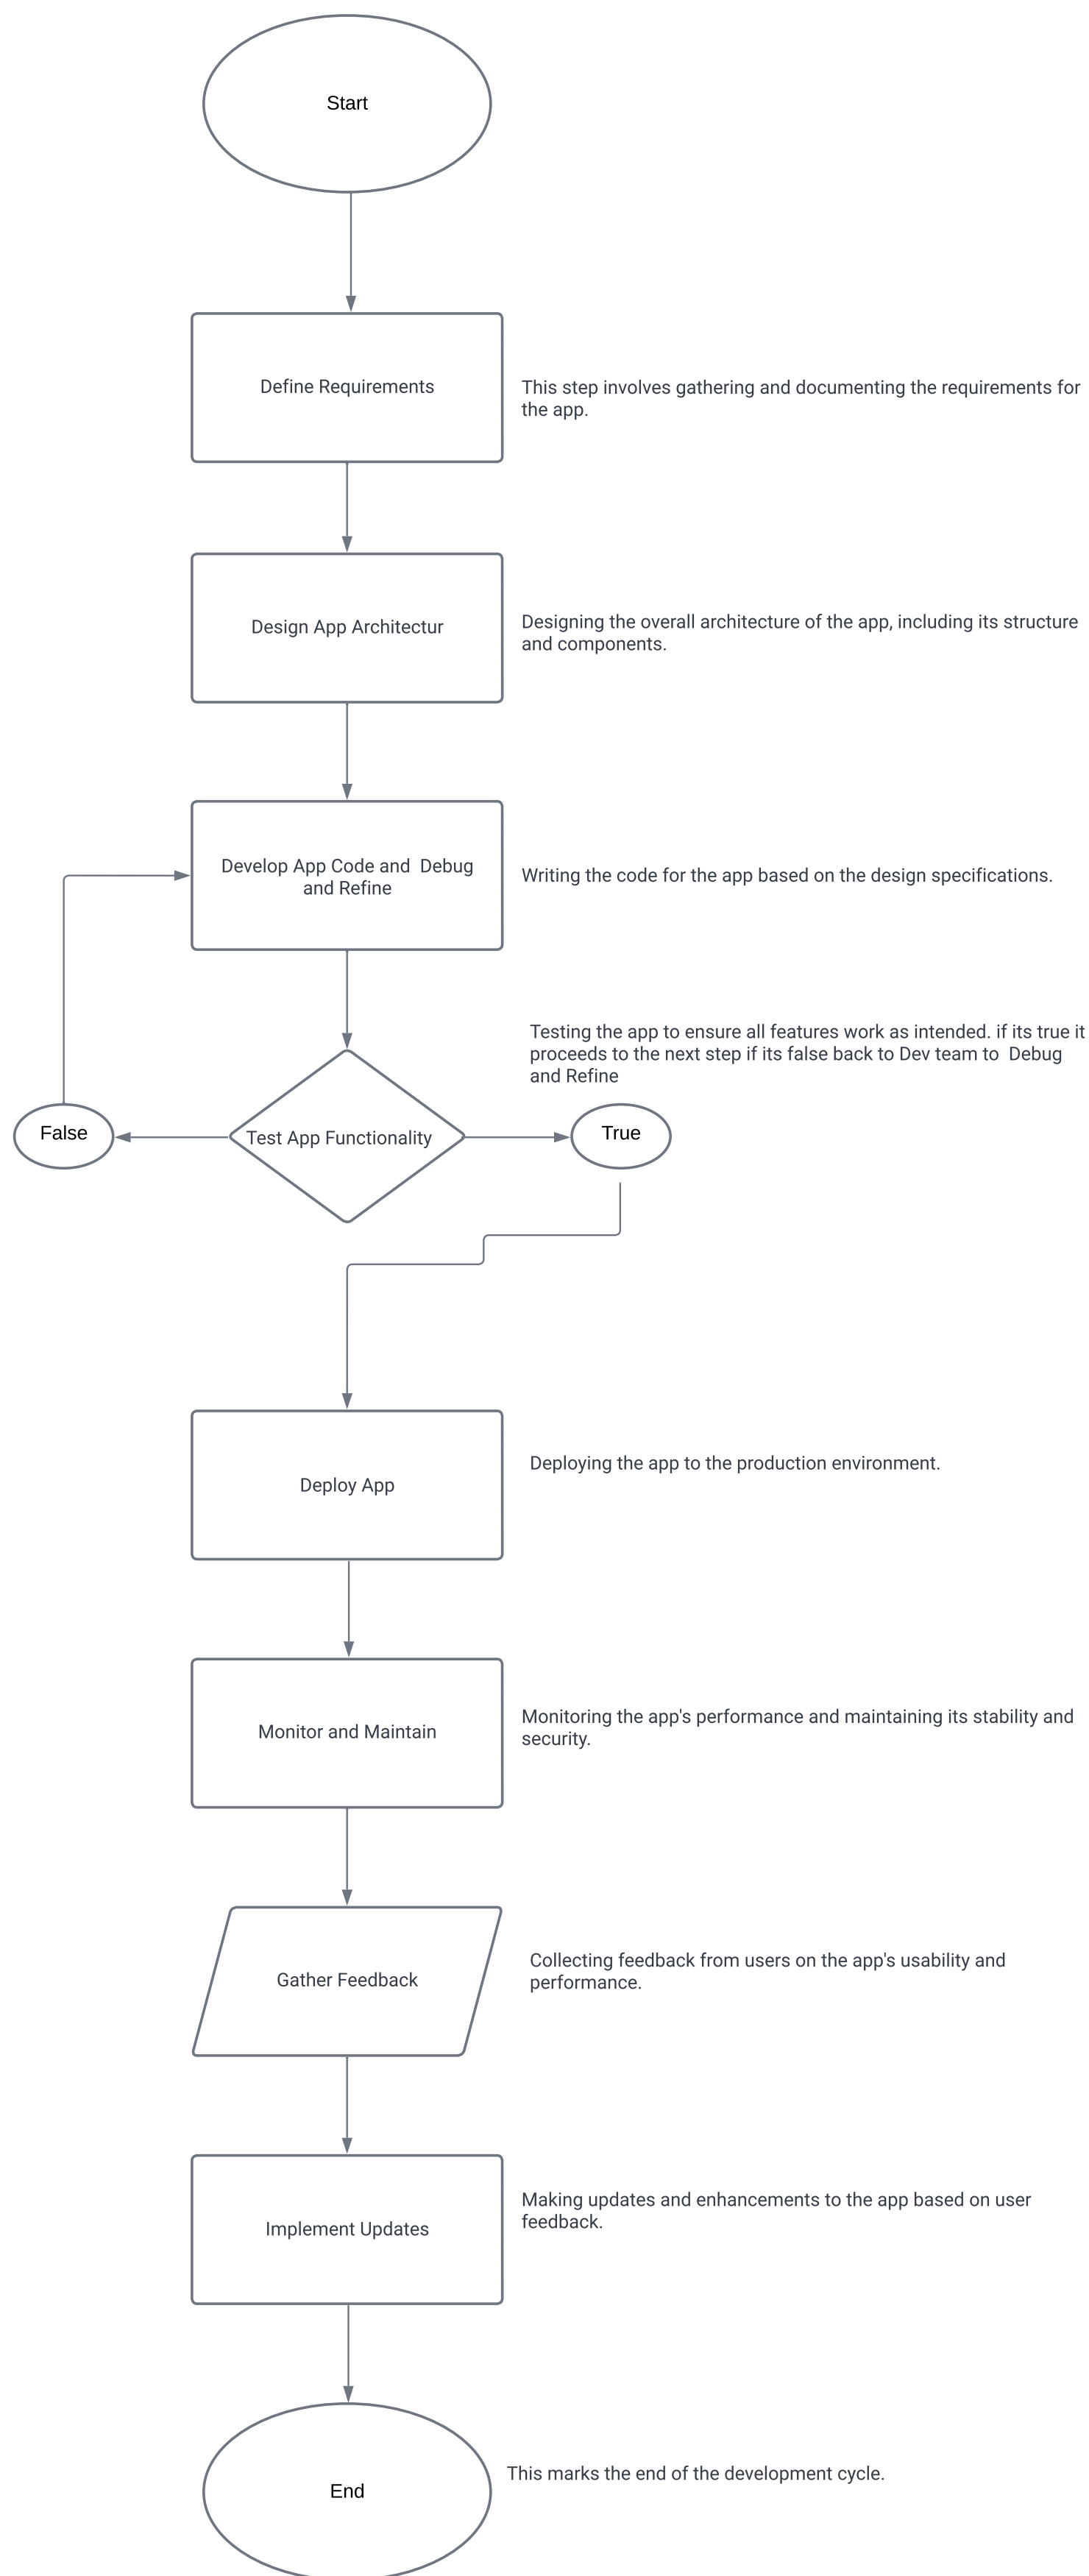 Start
Define Requirements
This step involves gathering and documenting the requirements for
the app.
Design App Architectur
Designing the overall architecture of the app, including its structure
and components.
Develop App Code and  Debug
and Refine
Writing the code for the app based on the design specifications.
Testing the app to ensure all features work as intended. if its true it
proceeds to the next step if its false back to Dev team to  Debug
and Refine
False
Test App Functionality
True
Deploy App
Deploying the app to the production environment.
Monitor and Maintain
Monitoring the app's performance and maintaining its stability and
security.
Gather Feedback
Collecting feedback from users on the app's usability and
performance.
Implement Updates
Making updates and enhancements to the app based on user
feedback.
End
This marks the end of the development cycle.